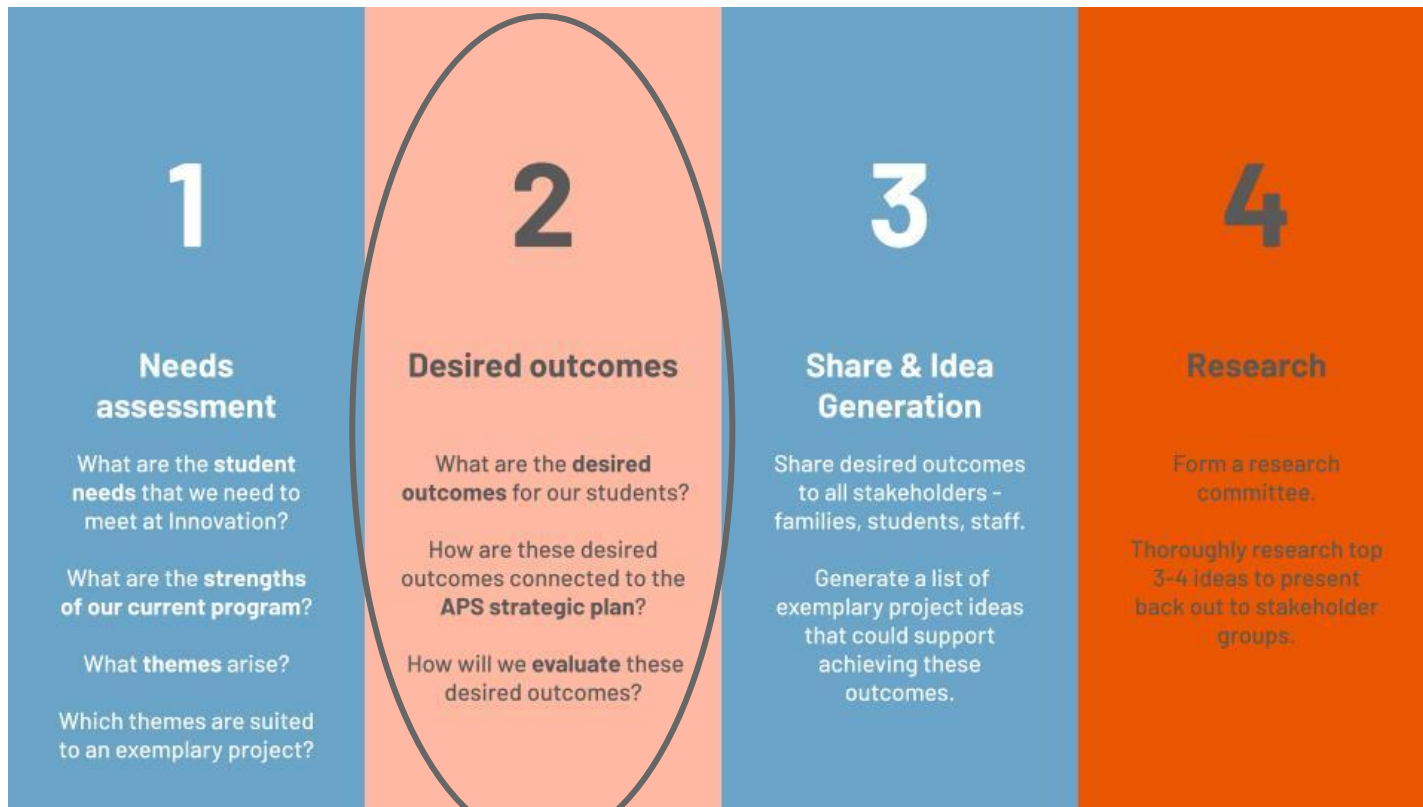 1
Needs
assessment
What are the student
needs that we need to
meet at Innovation?
What are the strengths
of our current program?
What themes arise?
Which themes are suited
to an exemplary project?
2
Desired outcomes
What are the desired
outcomes for our students?
How are these desired
outcomes connected to the
APS strategic plan?
How will we evaluate these
desired outcomes?
3
Share & Idea
Generation
Share desired outcomes
to all stakeholders -
families, students, staff.
Generate a list of
exemplary project ideas
that could support
achieving these
outcomes.
4
Research
Form a research
committee.
Thoroughly research top
3-4 ideas to present
back out to stakeholder
groups.